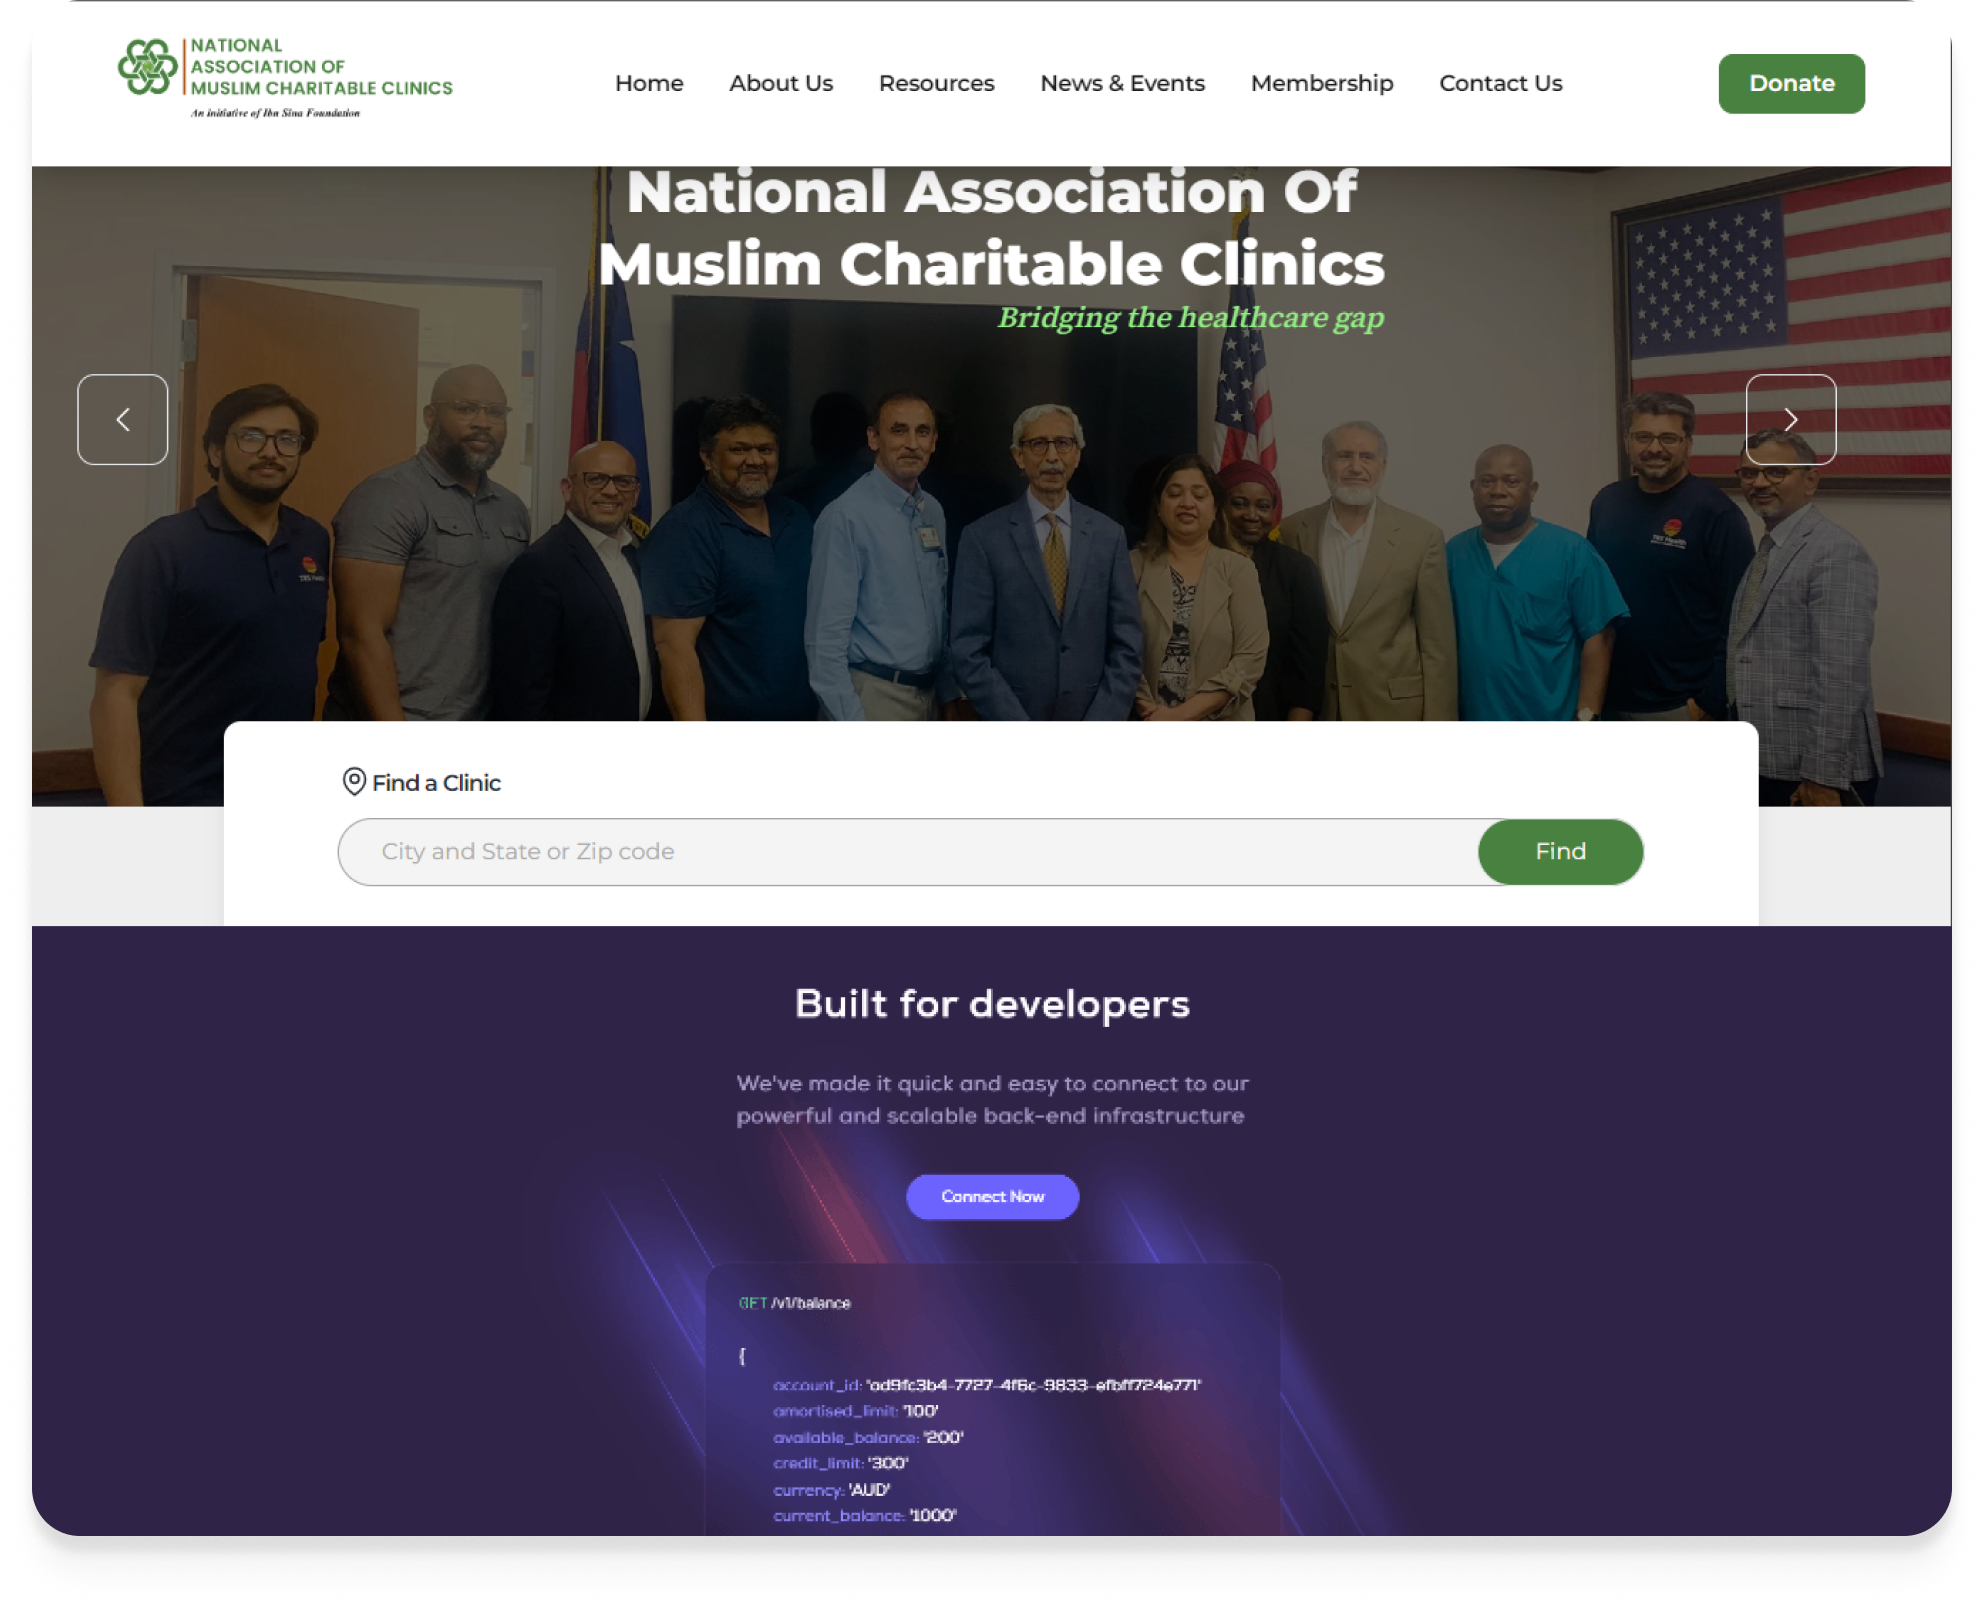 NATIONAL
ASSOCIATION OF
MUSLIM CHARITABLE CLINICS
An initiative of Ibn Sina Foundation
Home About Us Resources News & Events Membership Contact Us
Donate
National Association Of
Muslim Charitable Clinics
Bridging the healthcare gap
Find a Clinic
City and State or Zip code
Find
Built for developers
We've made it quick and easy to connect to our
powerful and scalable back-end infrastructure
Connect Now
GET /v1/balance
{
account_id: 'ad9fc3b4-7727-4f6c-9833-efbff724e771'
amortised_limit: '100'
available_balance: '200'
credit_limit: '300'
currency: 'AUD'
current_balance: '1000'